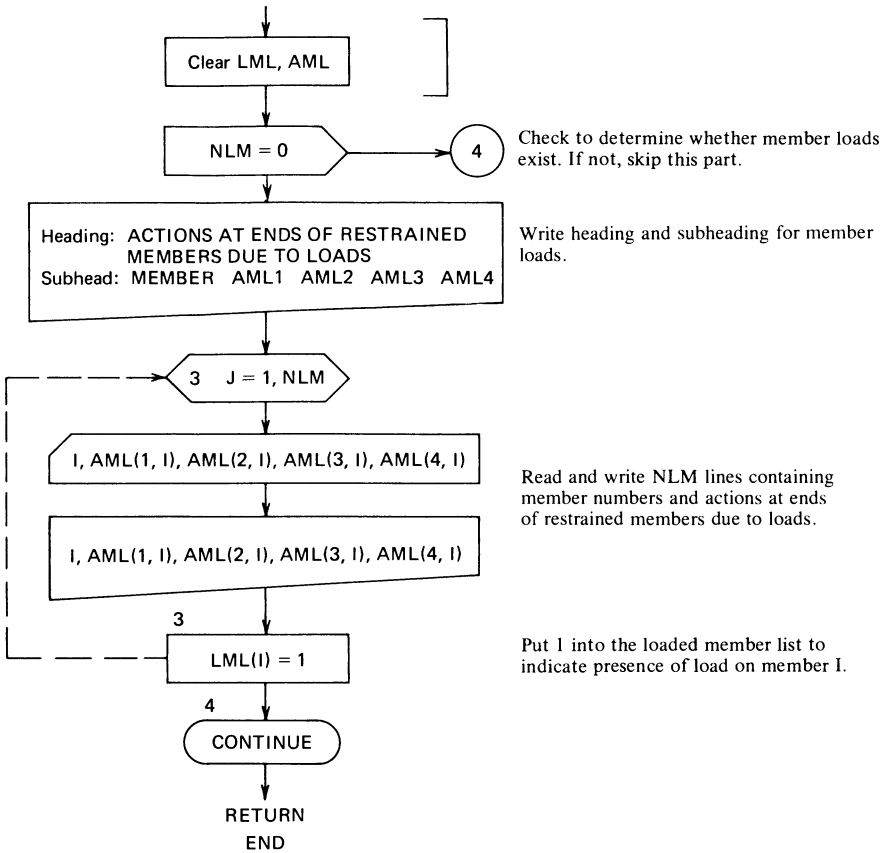 Clear LML, AML
NLM = 0
4
Check to determine whether member loads
exist. If not, skip this part.
Heading: ACTIONS AT ENDS OF RESTRAINED
MEMBERS DUE TO LOADS
Subhead: MEMBER AML1 AML2 AML3 AML4
Write heading and subheading for member
loads.
3 J = 1, NLM
I, AML(1, I), AML(2, I), AML(3, I), AML(4, I)
Read and write NLM lines containing
member numbers and actions at ends
of restrained members due to loads.
I, AML(1, I), AML(2, I), AML(3, I), AML(4, I)
3
LML(I) = 1
Put 1 into the loaded member list to
indicate presence of load on member I.
4
CONTINUE
RETURN
END